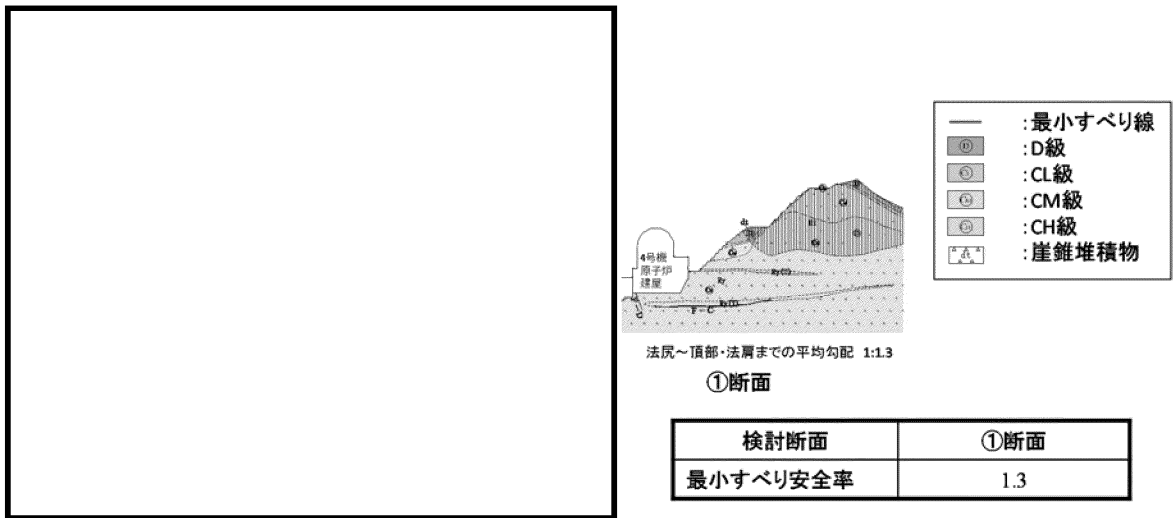 :最小すべり線
:D級
:CL級
:CM級
:CH級
dt
:崖錐堆積物
4号機
原子炉
建屋
F－C
法尻～頂部・法肩までの平均勾配 1:1.3
①断面
検討断面 ①断面
最小すべり安全率 1.3